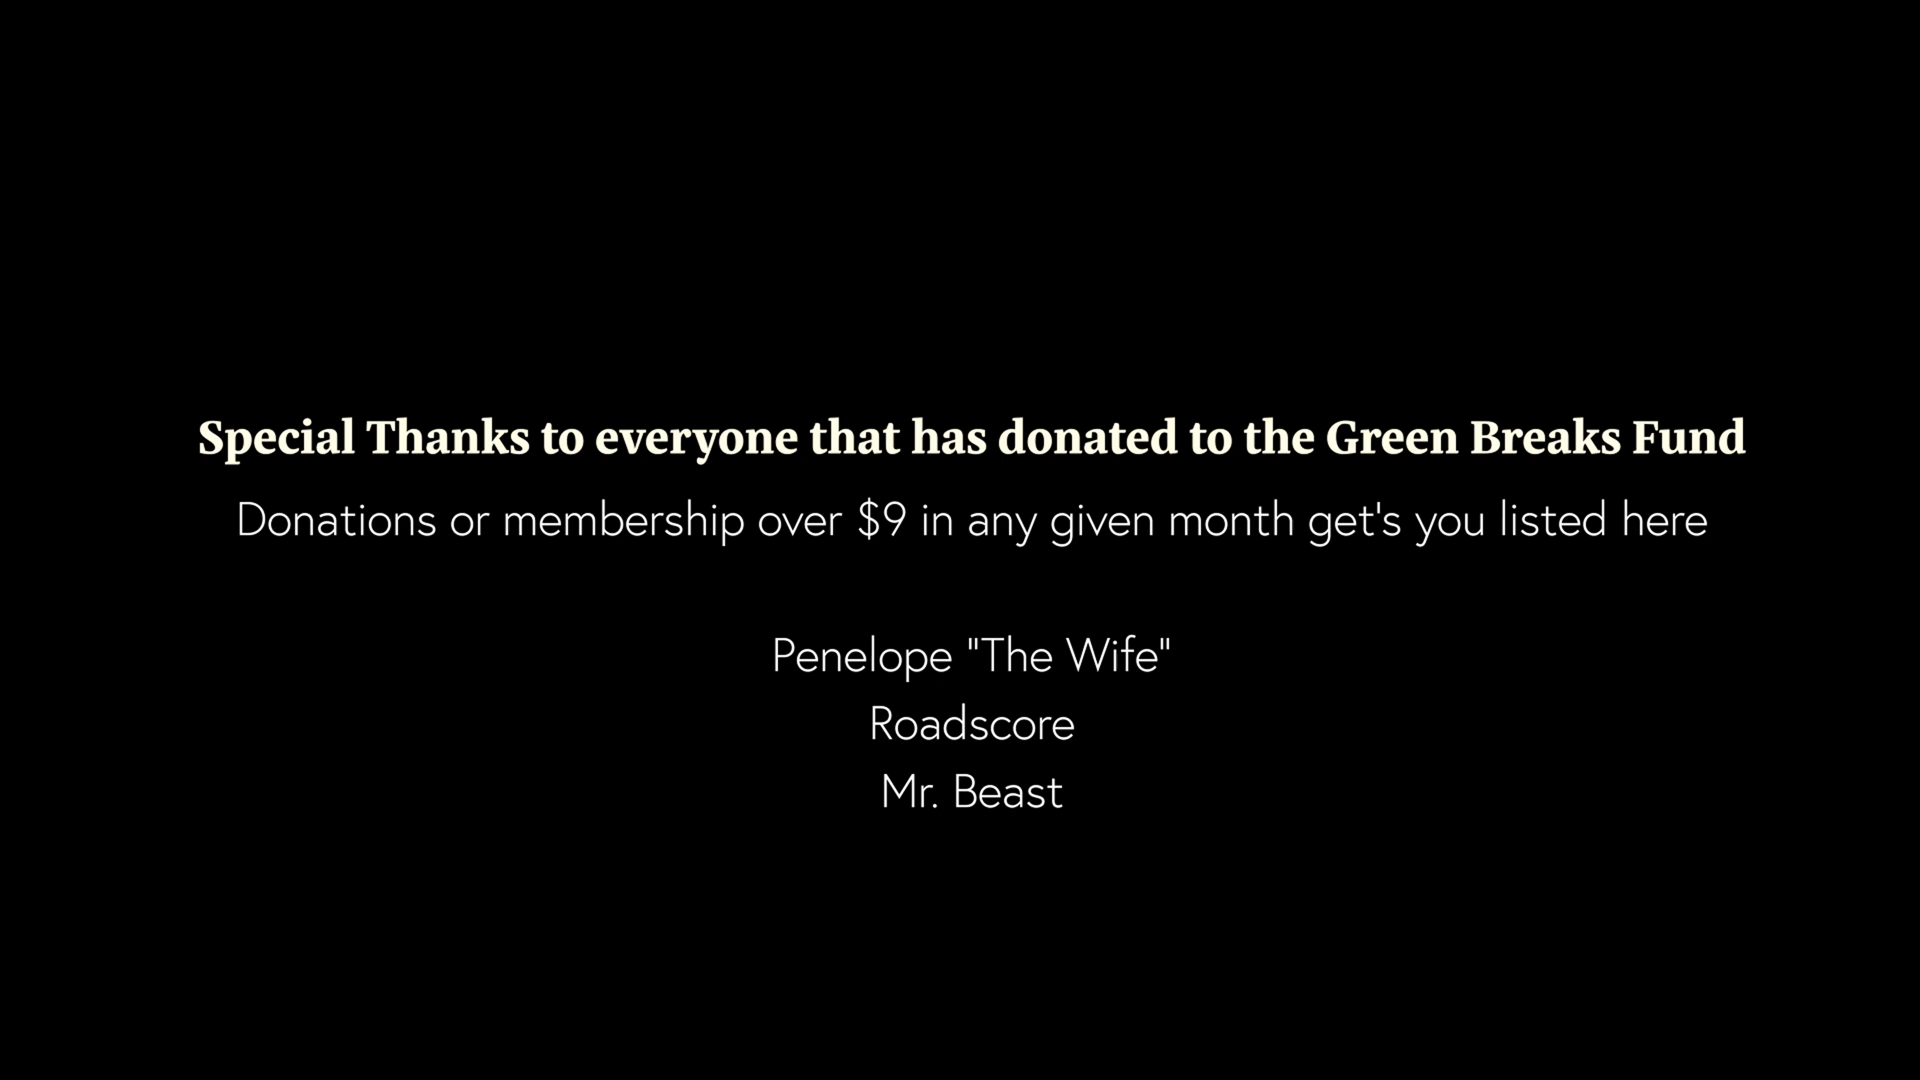 Special Thanks to everyone that has donated to the Green Breaks Fund
Donations or membership over $9 in any given month get's you listed here
Penelope "The Wife"
Roadscore
Mr. Beast